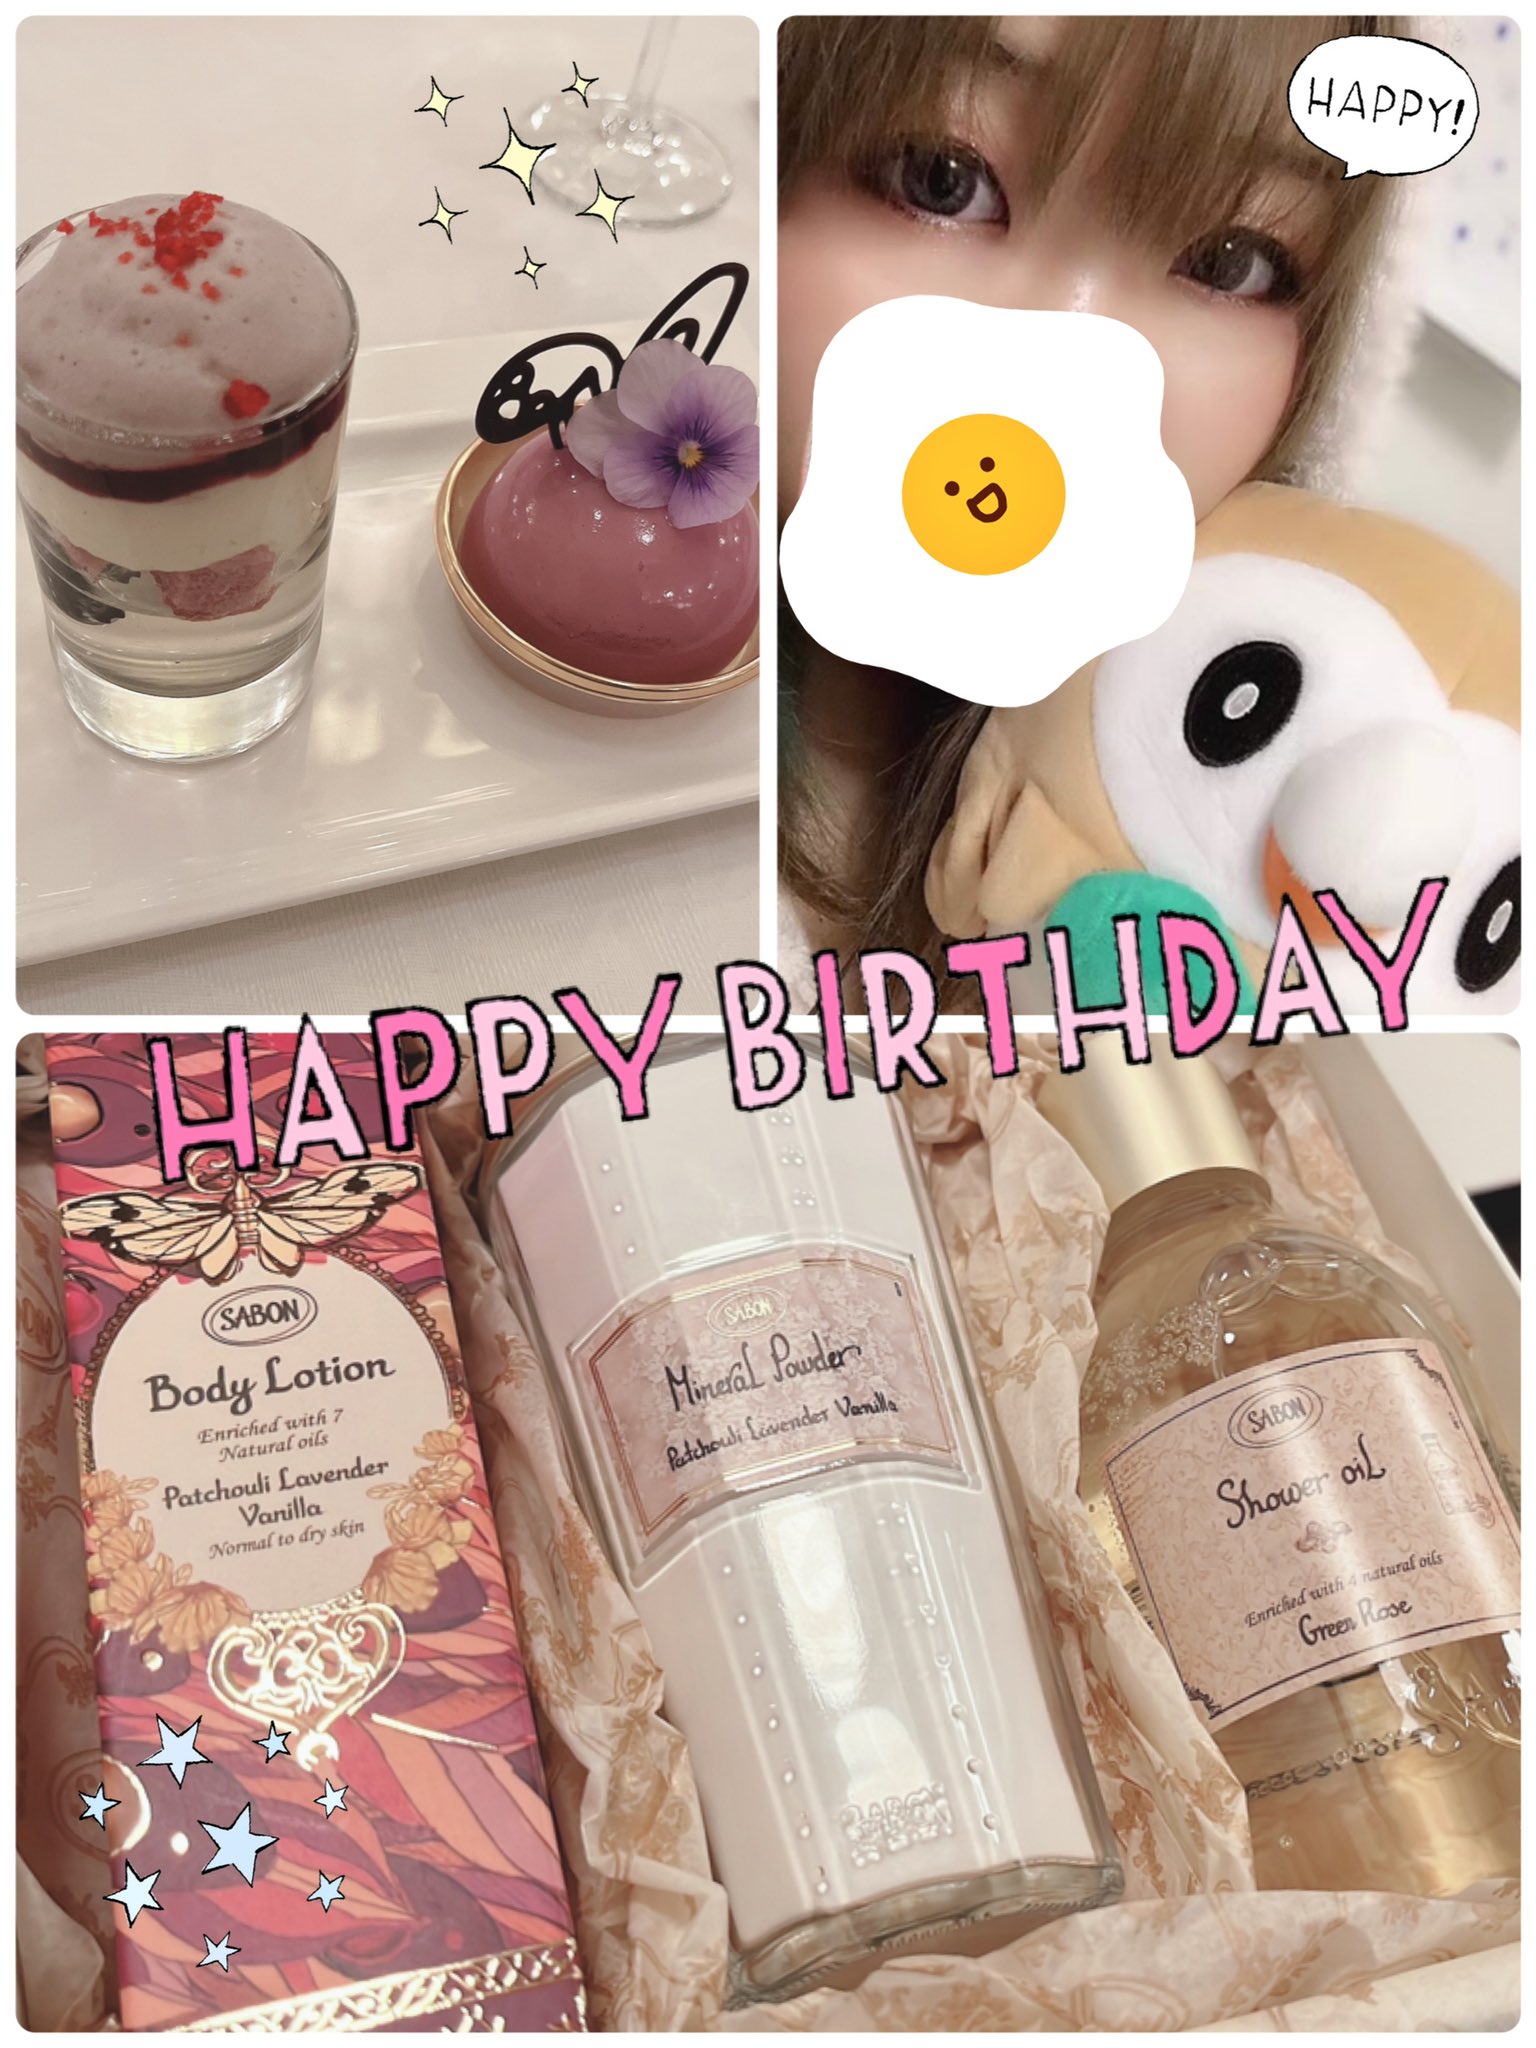 HAPPY!
HAPPY BIRTHDAY
SABON
Body Lotion
Enriched with 7
Natural oils
Patchouli Lavender
Vanilla
Normal to dry skin
SABON
Mineral Powder
Patchouli Lavender Vanilla
SABON
Shower oil
Enriched with 4 natural oils
Green Rose